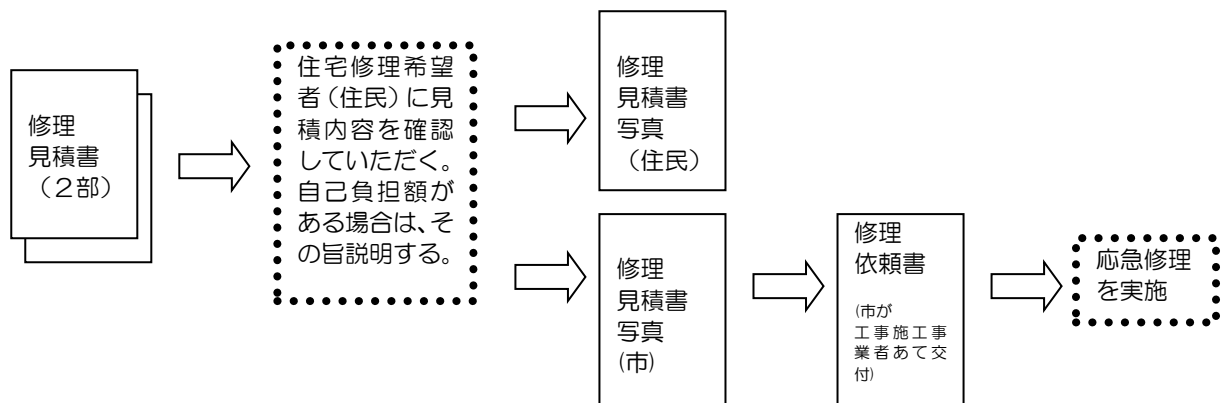 修理
見積書
（２部）
住宅修理希望
者（住民）に見
積内容を確認
していただく。
自己負担額が
ある場合は、そ
の旨説明する。
修理
見積書
写真
（住民）
修理
見積書
写真
(市)
修理
依頼書
(市が
工事施工事
業者あて交
付)
応急修理
を実施